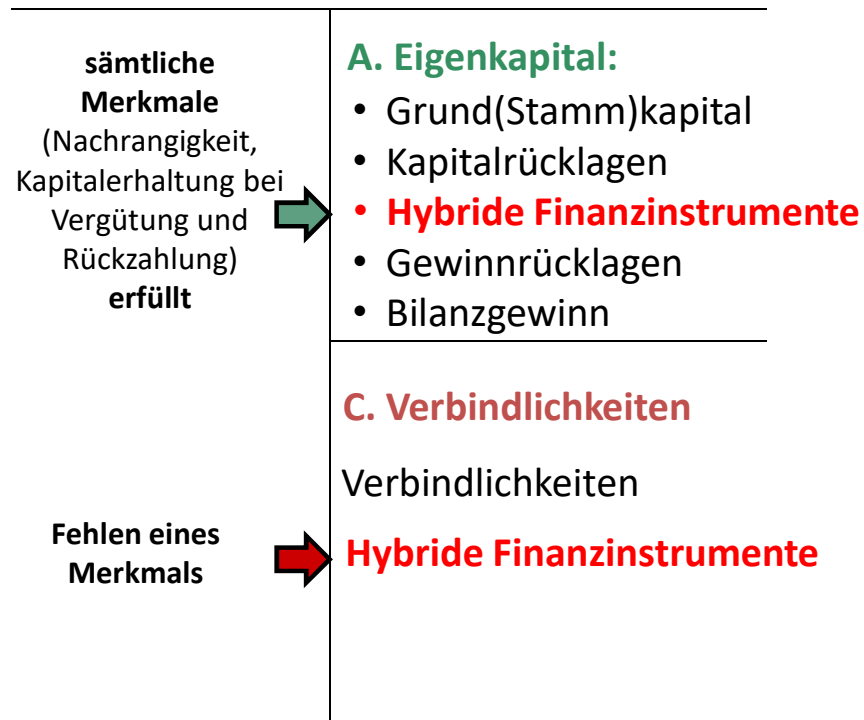 sämtliche
Merkmale
(Nachrangigkeit,
Kapitalerhaltung bei
Vergütung und
Rückzahlung)
erfüllt
A. Eigenkapital:
• Grund(Stamm)kapital
• Kapitalrücklagen
• Hybride Finanzinstrumente
• Gewinnrücklagen
• Bilanzgewinn
C. Verbindlichkeiten
Verbindlichkeiten
Fehlen eines
Merkmals
Hybride Finanzinstrumente